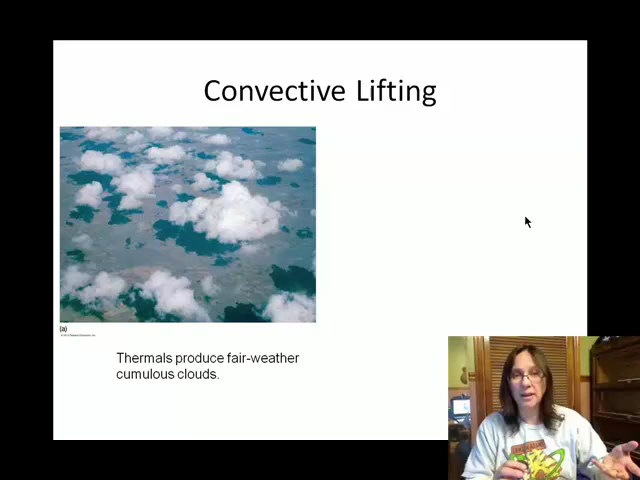 Convective Lifting
(a)
Thermals produce fair-weather
cumulous clouds.